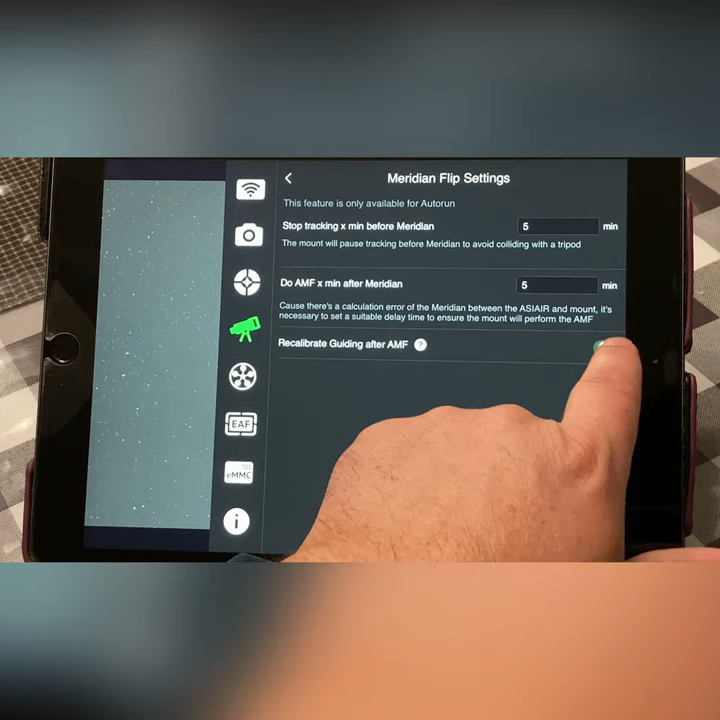 Meridian Flip Settings
This feature is only available for Autorun
Stop tracking x min before Meridian 5 min
The mount will pause tracking before Meridian to avoid colliding with a tripod
Do AMF x min after Meridian 5 min
Cause there's a calculation error of the Meridian between the ASIAIR and mount, it's
necessary to set a suitable delay time to ensure the mount will perform the AMF
Recalibrate Guiding after AMF ?
EAF
eMMC
i